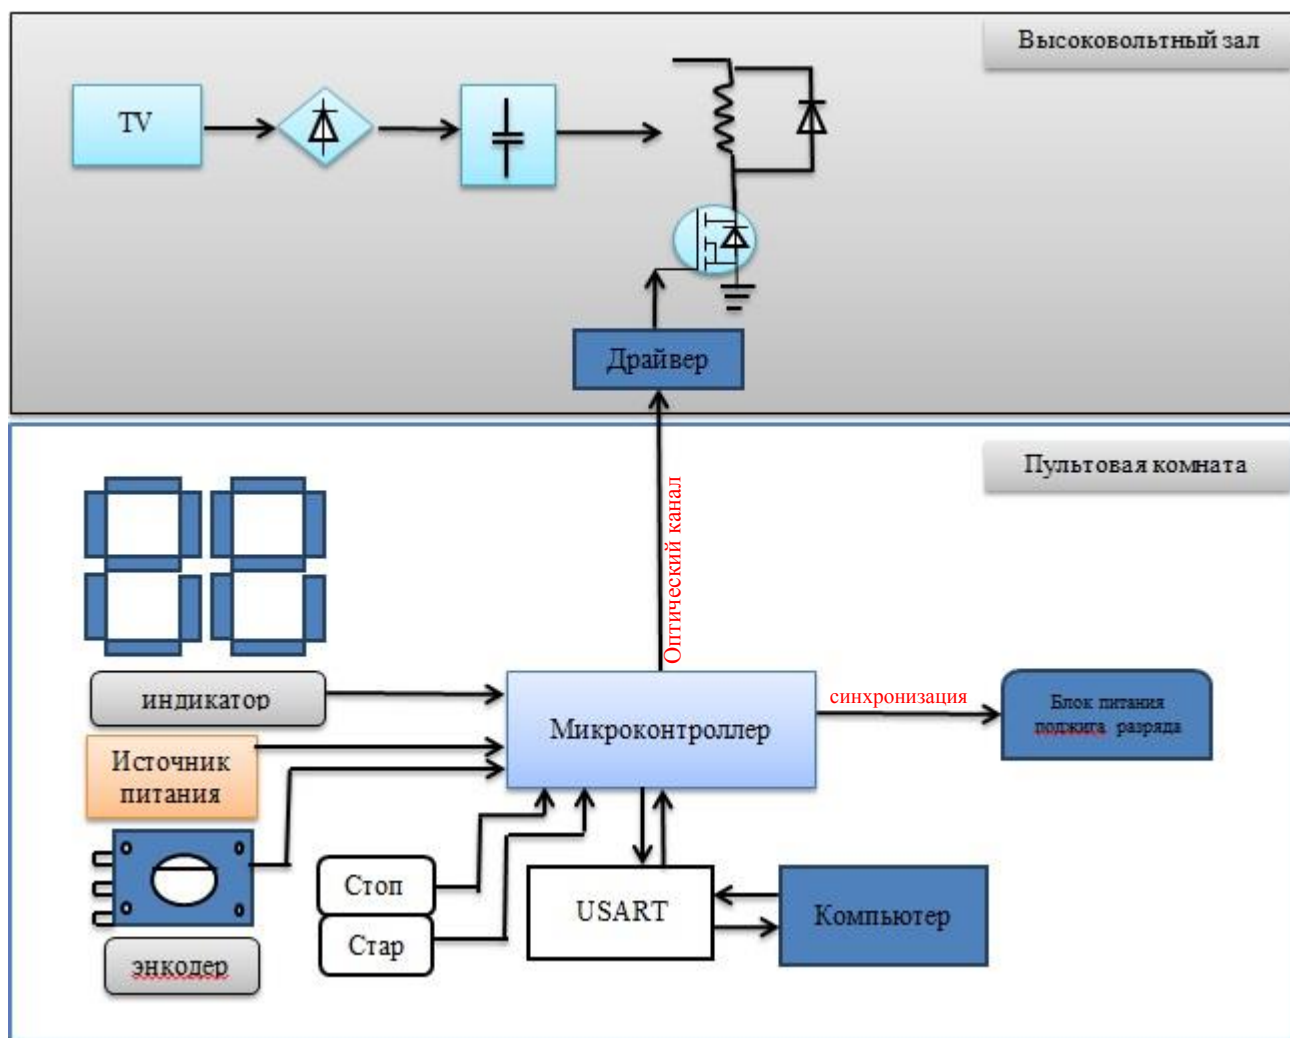 Высоковольтный зал
TV
Драйвер
Пультовая комната
Оптический канал
индикатор
Микроконтроллер
синхронизация
Блок питания
поджига разряда
Источник
питания
Стоп
Стар
USART
Компьютер
энкодер